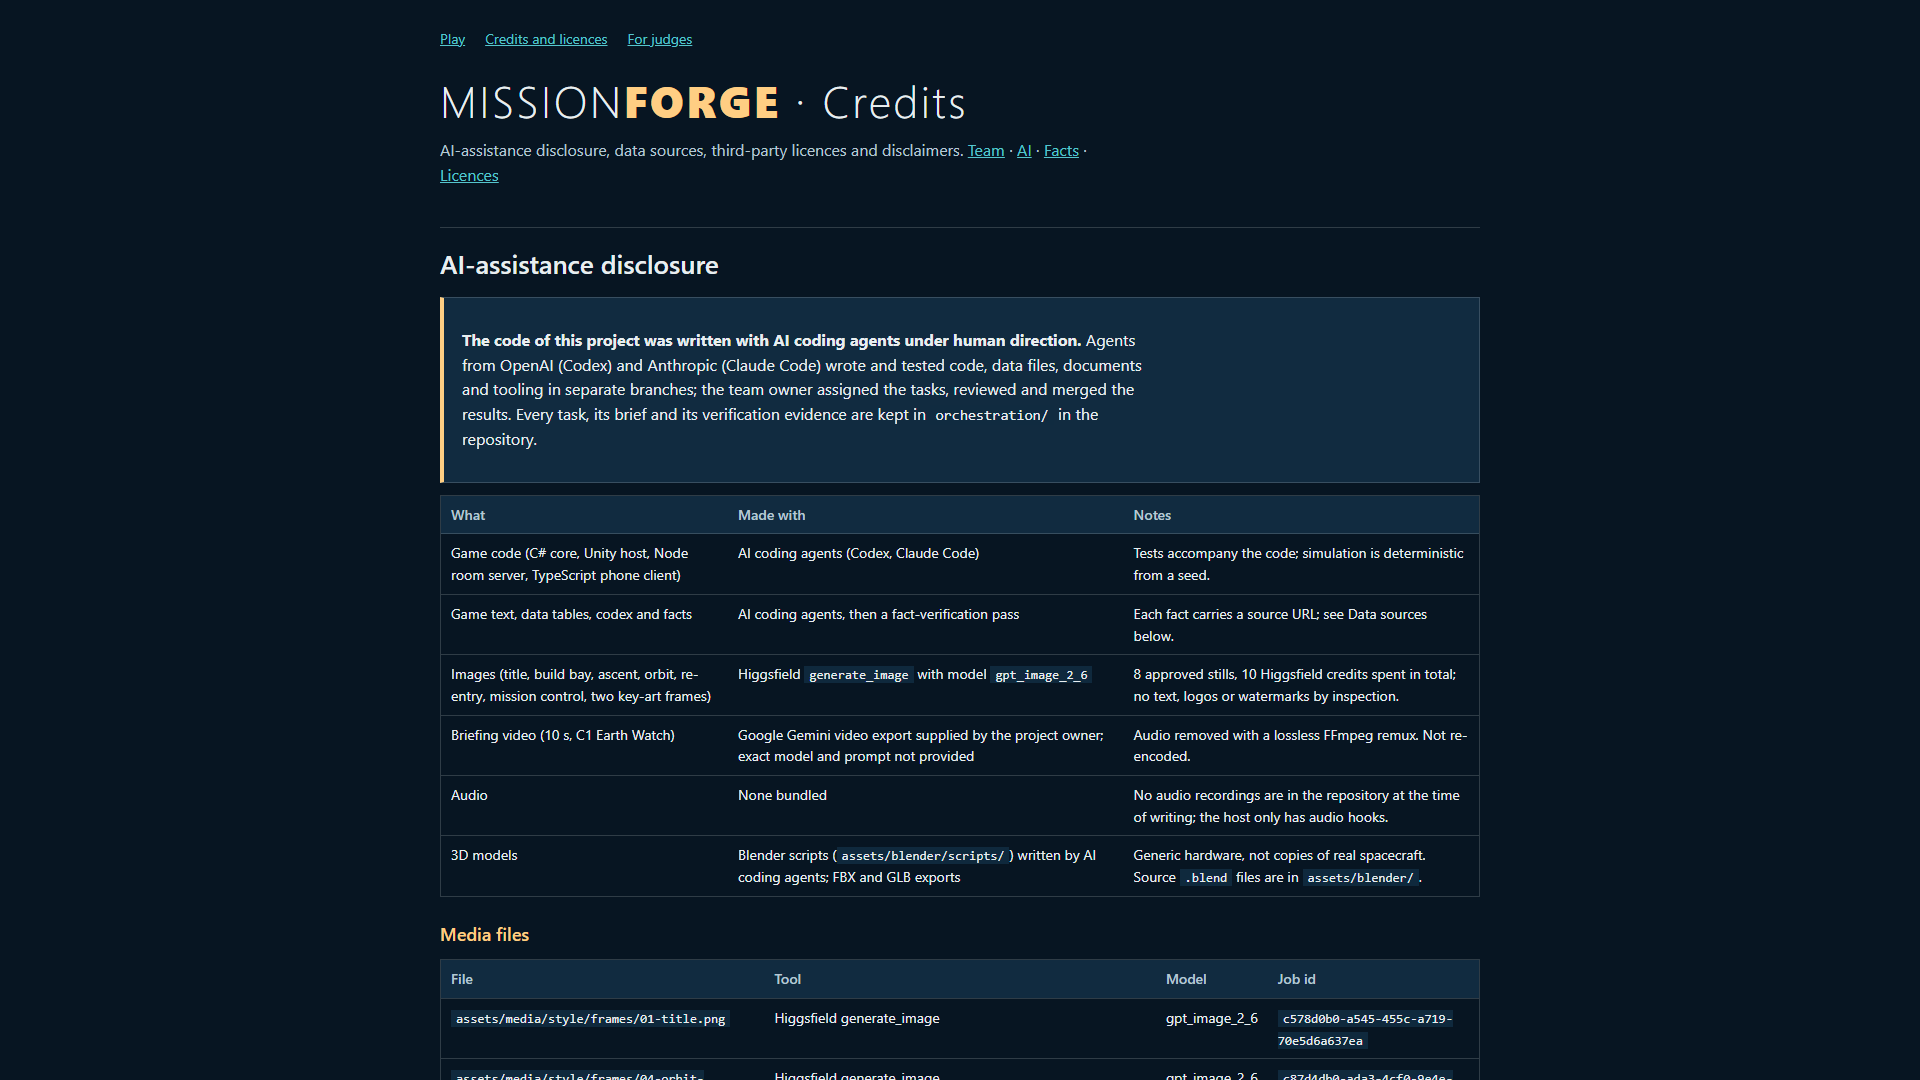 Play Credits and licences For judges
MISSIONFORGE · Credits
AI-assistance disclosure, data sources, third-party licences and disclaimers. Team · AI · Facts ·
Licences
AI-assistance disclosure
The code of this project was written with AI coding agents under human direction. Agents
from OpenAI (Codex) and Anthropic (Claude Code) wrote and tested code, data files, documents
and tooling in separate branches; the team owner assigned the tasks, reviewed and merged the
results. Every task, its brief and its verification evidence are kept in orchestration/ in the
repository.
What Made with Notes
Game code (C# core, Unity host, Node
room server, TypeScript phone client)
AI coding agents (Codex, Claude Code)
Tests accompany the code; simulation is deterministic
from a seed.
Game text, data tables, codex and facts
AI coding agents, then a fact-verification pass
Each fact carries a source URL; see Data sources
below.
Images (title, build bay, ascent, orbit, re-
entry, mission control, two key-art frames)
Higgsfield generate_image with model gpt_image_2_6
8 approved stills, 10 Higgsfield credits spent in total;
no text, logos or watermarks by inspection.
Briefing video (10 s, C1 Earth Watch)
Google Gemini video export supplied by the project owner;
exact model and prompt not provided
Audio removed with a lossless FFmpeg remux. Not re-
encoded.
Audio
None bundled
No audio recordings are in the repository at the time
of writing; the host only has audio hooks.
3D models
Blender scripts (assets/blender/scripts/) written by AI
coding agents; FBX and GLB exports
Generic hardware, not copies of real spacecraft.
Source .blend files are in assets/blender/.
Media files
File Tool Model Job id
assets/media/style/frames/01-title.png
Higgsfield generate_image
gpt_image_2_6
c578d0b0-a545-455c-a719-
70e5d6a637ea
assets/media/style/frames/04-orbit-
Higgsfield generate_image
gpt_image_2_6
c87d4db0-ada3-4cf0-9e4e-